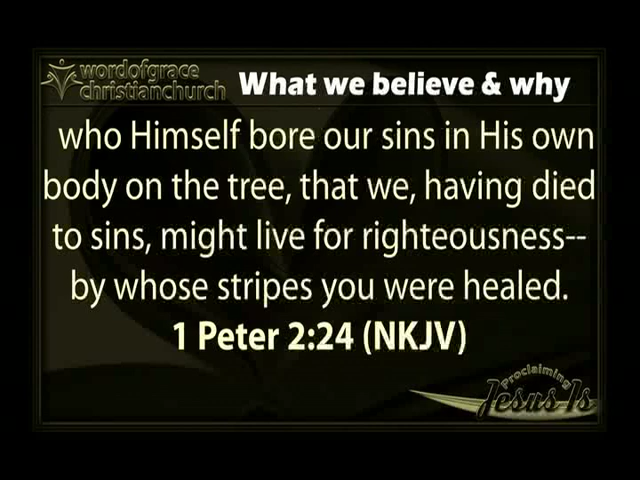 wordofgrace
christianchurch
What we believe & why
who Himself bore our sins in His own
body on the tree, that we, having died
to sins, might live for righteousness--
by whose stripes you were healed.
1 Peter 2:24 (NKJV)
Proclaiming
Jesus Is